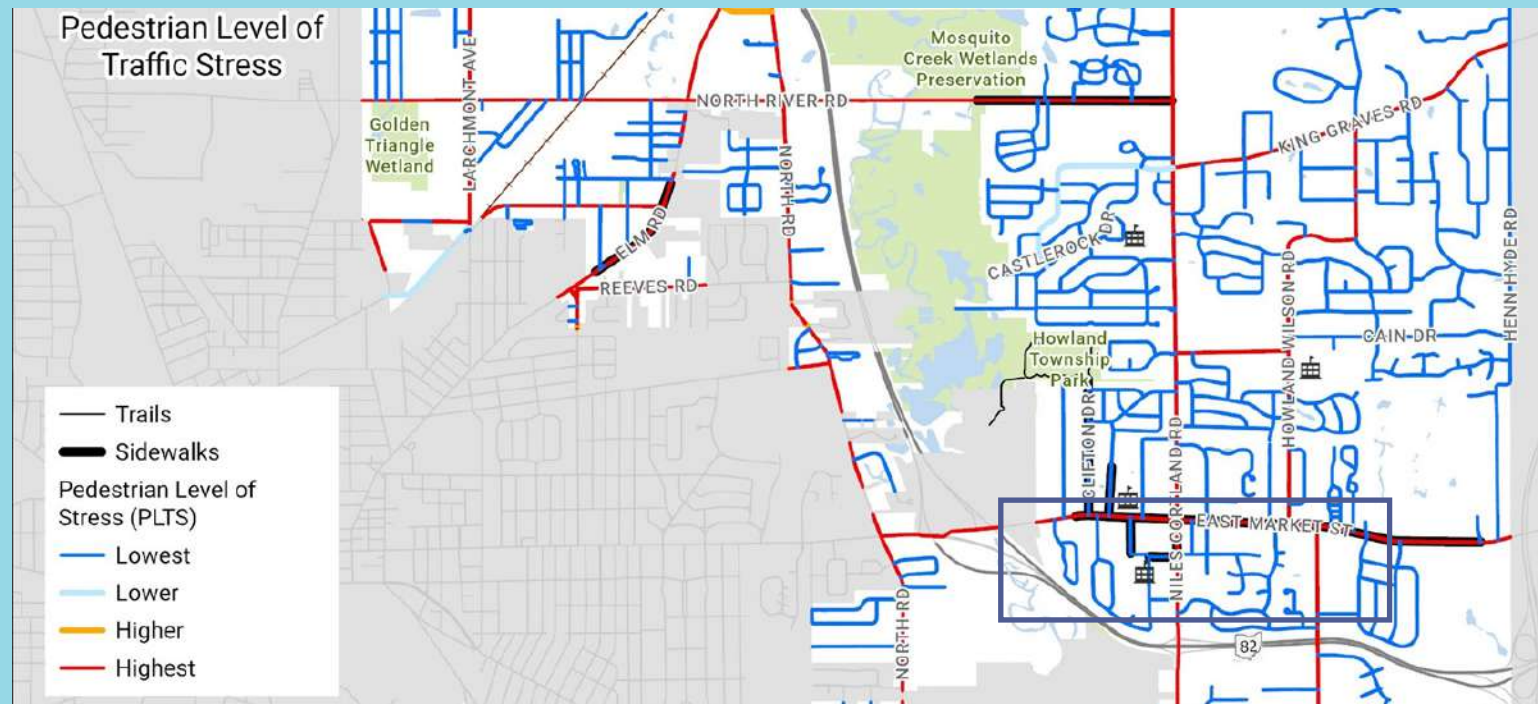 Pedestrian Level of
Traffic Stress
Mosquito
Creek Wetlands
Preservation
NORTH RIVER RD
Golden
Triangle
Wetland
LARCHMONT AVE
KING GRAVES RD
NORTH RD
ELM RD
CASTLEROCK DR
HENN HYDE RD
REEVES RD
HOWLAND WILSON RD
CAIN DR
Howland
Township
Park
CLIFTON DR
NILES CORTLAND RD
EAST MARKET ST
NORTH RD
82
Trails
Sidewalks
Pedestrian Level of
Stress (PLTS)
Lowest
Lower
Higher
Highest